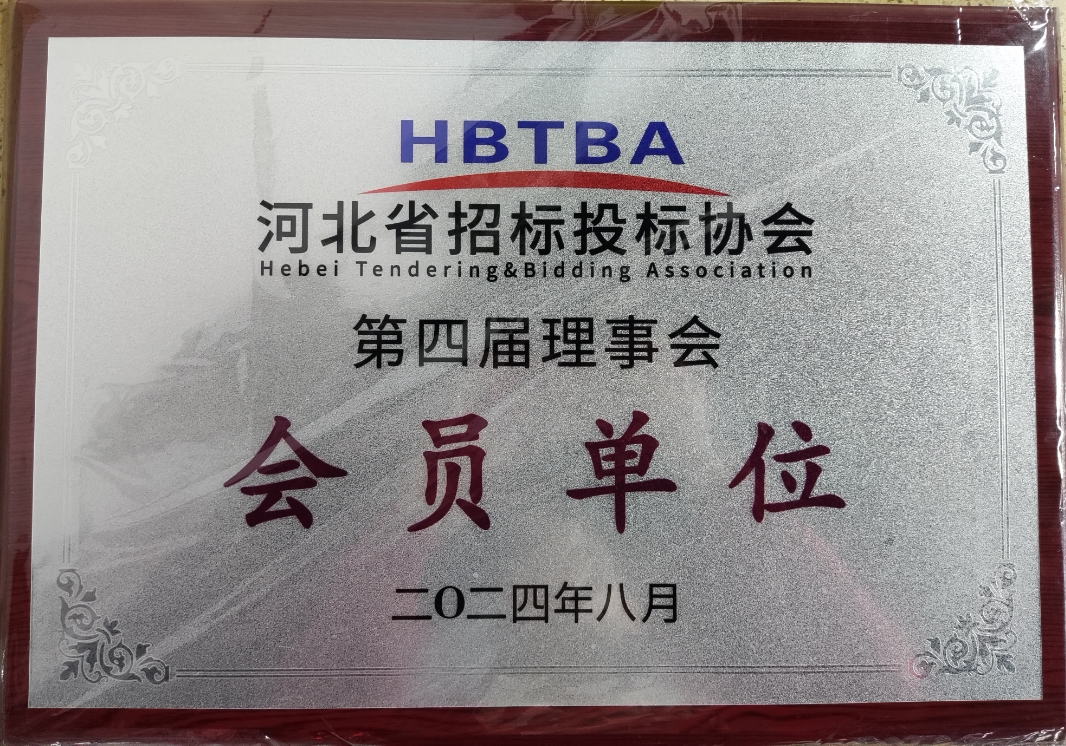 HBTBA
河北省招标投标协会
Hebei Tendering&Bidding Association
第四届理事会
会员单位
二O二四年八月